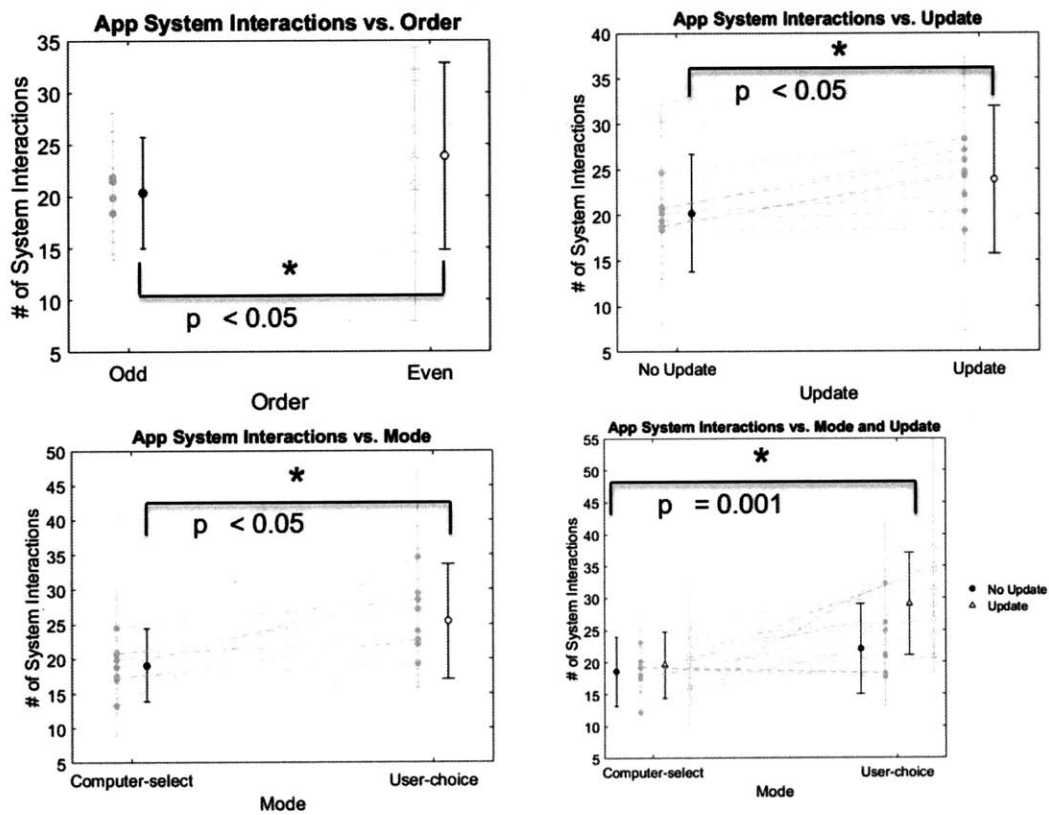 App System Interactions vs. Order
# of System Interactions
35
30
25
20
15
10
5
*
p < 0.05
Odd
Even
Order
App System Interactions vs. Update
# of System Interactions
40
35
30
25
20
15
10
5
*
p < 0.05
No Update
Update
Update
App System Interactions vs. Mode
# of System Interactions
50
45
40
35
30
25
20
15
10
5
*
p < 0.05
Computer-select
User-choice
Mode
App System Interactions vs. Mode and Update
# of System Interactions
55
50
45
40
35
30
25
20
15
10
5
*
p = 0.001
Computer-select
User-choice
Mode
No Update
Update